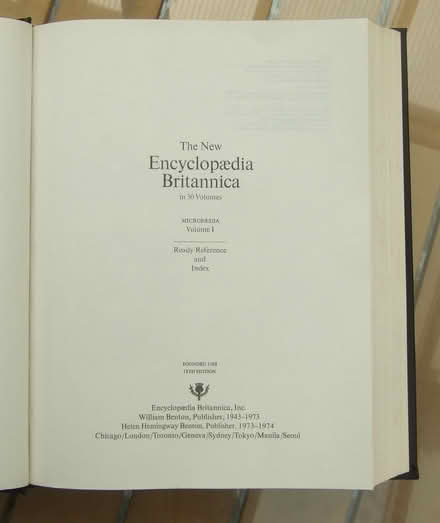 The New
Encyclopædia
Britannica
in 30 Volumes
MICROPÆDIA
Volume I
Ready Reference
and
Index
FOUNDED 1768
15TH EDITION
Encyclopædia Britannica, Inc.
William Benton, Publisher, 1943–1973
Helen Hemingway Benton, Publisher, 1973–1974
Chicago/London/Toronto/Geneva/Sydney/Tokyo/Manila/Seoul